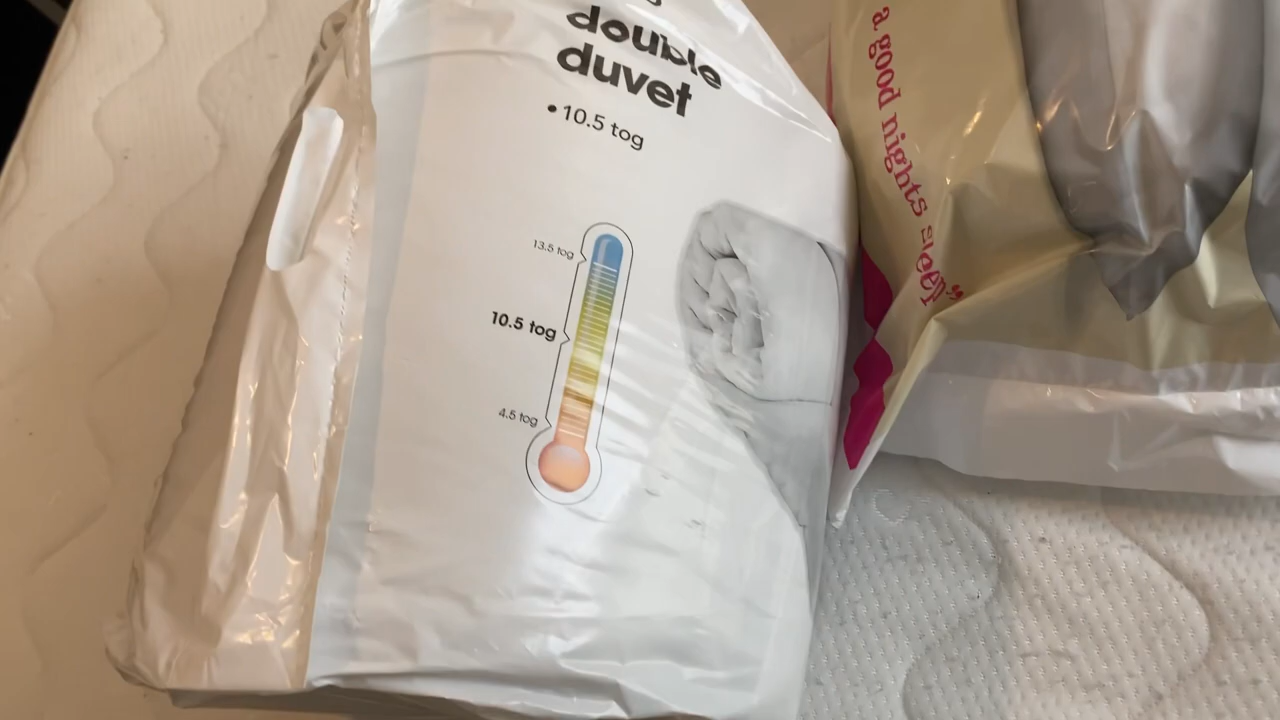 double
duvet
• 10.5 tog
13.5 tog
10.5 tog
4.5 tog
a good nights sleep"